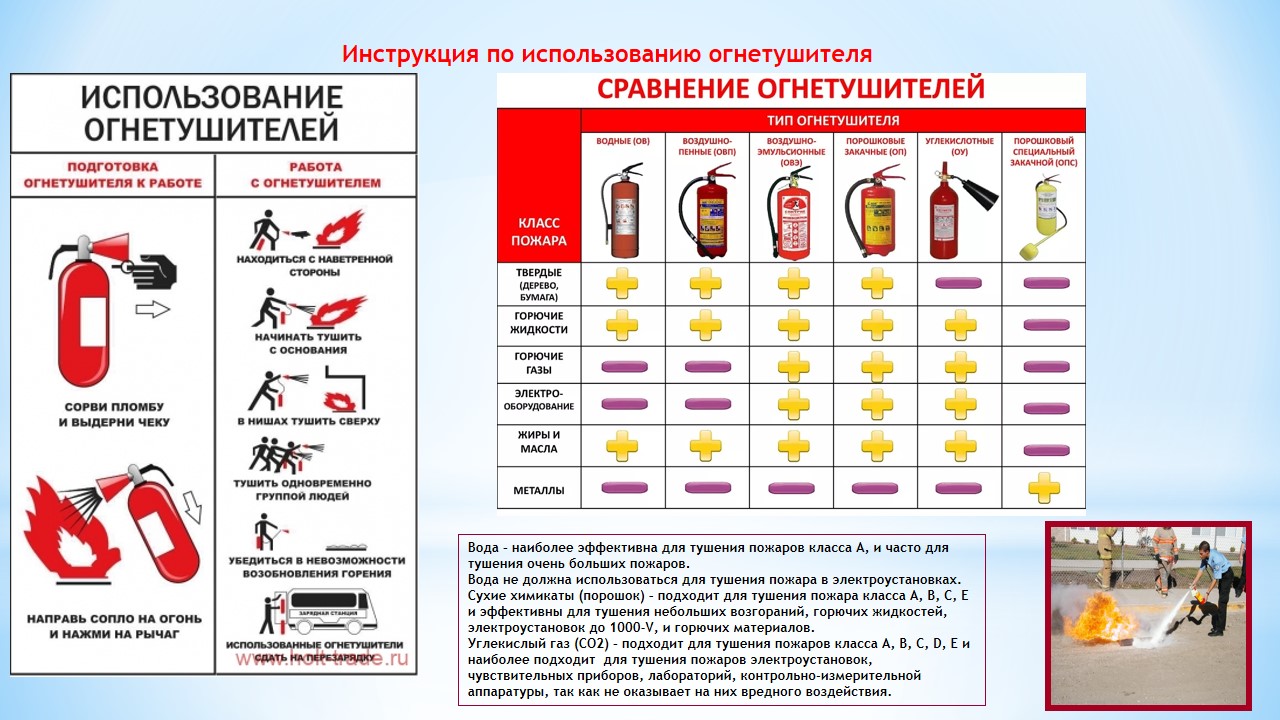 Инструкция по использованию огнетушителя
ИСПОЛЬЗОВАНИЕ
ОГНЕТУШИТЕЛЕЙ
ПОДГОТОВКА
ОГНЕТУШИТЕЛЯ К РАБОТЕ
СОРВИ ПЛОМБУ
И ВЫДЕРНИ ЧЕКУ
НАПРАВЬ СОПЛО НА ОГОНЬ
И НАЖМИ НА РЫЧАГ
РАБОТА
С ОГНЕТУШИТЕЛЕМ
НАХОДИТЬСЯ С НАВЕТРЕННОЙ
СТОРОНЫ
НАЧИНАТЬ ТУШИТЬ
С ОСНОВАНИЯ
В НИШАХ ТУШИТЬ СВЕРХУ
ТУШИТЬ ОДНОВРЕМЕННО
ГРУППОЙ ЛЮДЕЙ
УБЕДИТЬСЯ В НЕВОЗМОЖНОСТИ
ВОЗОБНОВЛЕНИЯ ГОРЕНИЯ
ЗАРЯДНАЯ СТАНЦИЯ
ИСПОЛЬЗОВАННЫЕ ОГНЕТУШИТЕЛИ
СДАТЬ НА ПЕРЕЗАРЯДКУ
СРАВНЕНИЕ ОГНЕТУШИТЕЛЕЙ
ТИП ОГНЕТУШИТЕЛЯ
КЛАСС
ПОЖАРА
ВОДНЫЕ (ОВ)
ВОЗДУШНО-
ПЕННЫЕ (ОВП)
ВОЗДУШНО-
ЭМУЛЬСИОННЫЕ
(ОВЭ)
ПОРОШКОВЫЕ
ЗАКАЧНЫЕ (ОП)
УГЛЕКИСЛОТНЫЕ
(ОУ)
ПОРОШКОВЫЙ
СПЕЦИАЛЬНЫЙ
ЗАКАЧНОЙ (ОПС)
ТВЕРДЫЕ
(ДЕРЕВО,
БУМАГА)
ГОРЮЧИЕ
ЖИДКОСТИ
ГОРЮЧИЕ
ГАЗЫ
ЭЛЕКТРО-
ОБОРУДОВАНИЕ
ЖИРЫ И
МАСЛА
МЕТАЛЛЫ
Вода – наиболее эффективна для тушения пожаров класса А, и часто для
тушения очень больших пожаров.
Вода не должна использоваться для тушения пожара в электроустановках.
Сухие химикаты (порошок) – подходит для тушения пожара класса А, В, С, Е
и эффективны для тушения небольших возгораний, горючих жидкостей,
электроустановок до 1000-V, и горючих материалов.
Углекислый газ (СО2) – подходит для тушения пожаров класса А, В, С, D, Е и
наиболее подходит для тушения пожаров электроустановок,
чувствительных приборов, лабораторий, контрольно-измерительной
аппаратуры, так как не оказывает на них вредного воздействия.